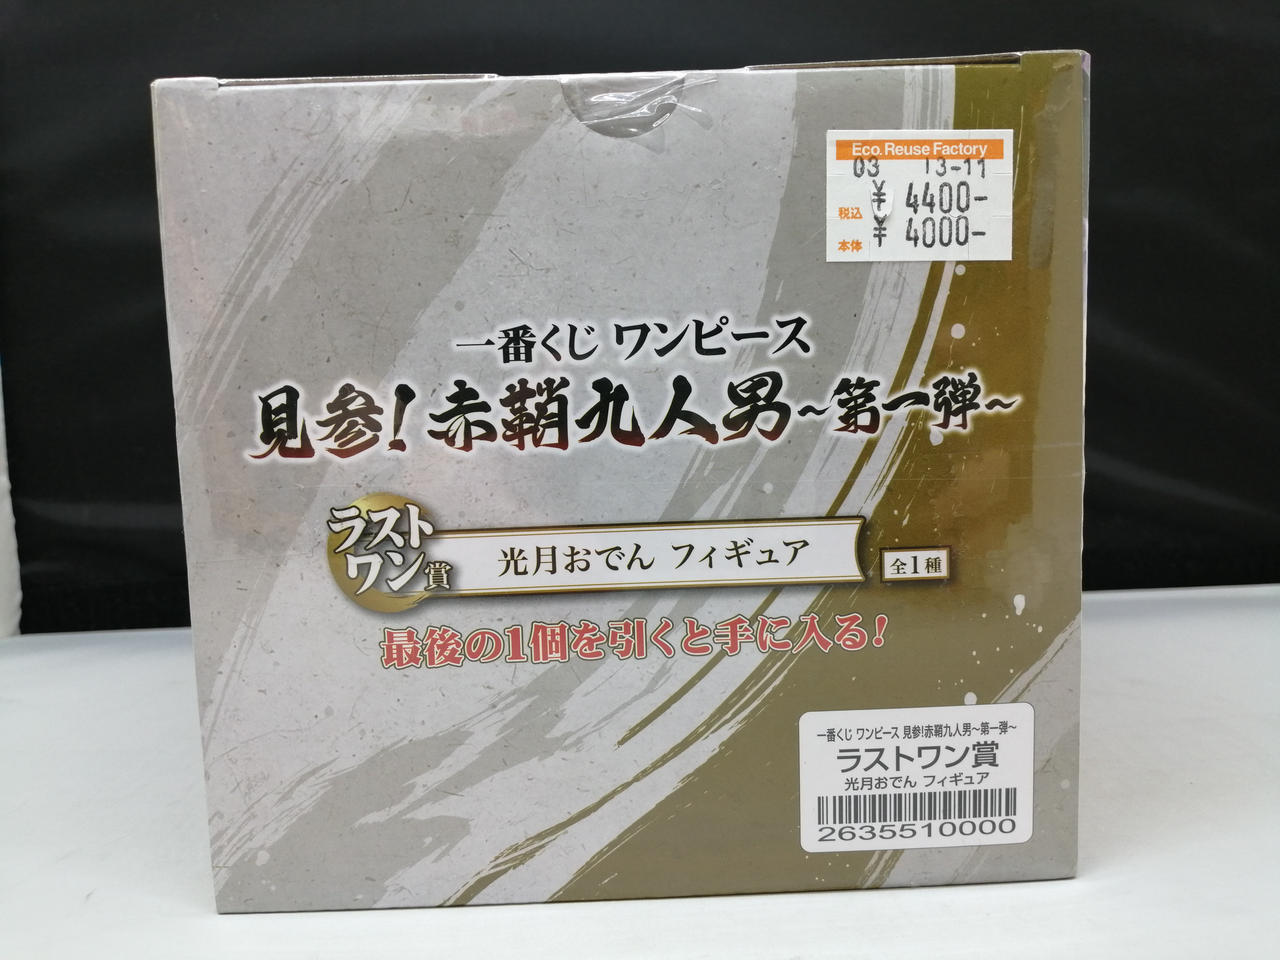 Eco.Reuse Factory
03 13-11
税込 ¥ 4400-
本体 ¥ 4000-
一番くじ ワンピース
見参!赤鞘九人男~第一弾~
ラストワン賞
光月おでん フィギュア
全1種
最後の1個を引くと手に入る!
一番くじ ワンピース 見参!赤鞘九人男~第一弾~
ラストワン賞
光月おでん フィギュア
2635510000